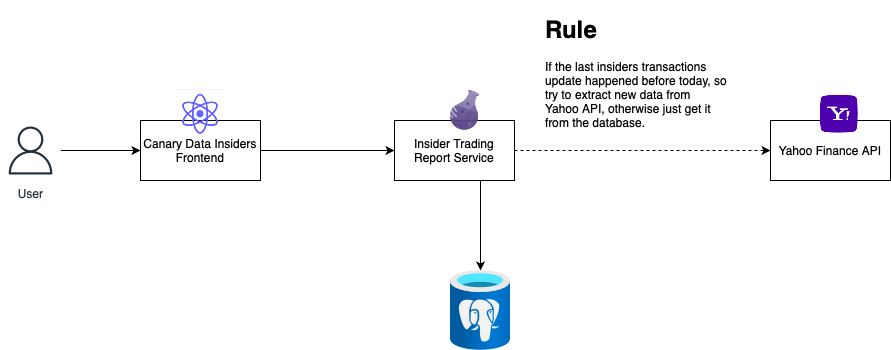 Rule
If the last insiders transactions
update happened before today, so
try to extract new data from
Yahoo API, otherwise just get it
from the database.
Y!
Canary Data Insiders
Frontend
Insider Trading
Report Service
Yahoo Finance API
User